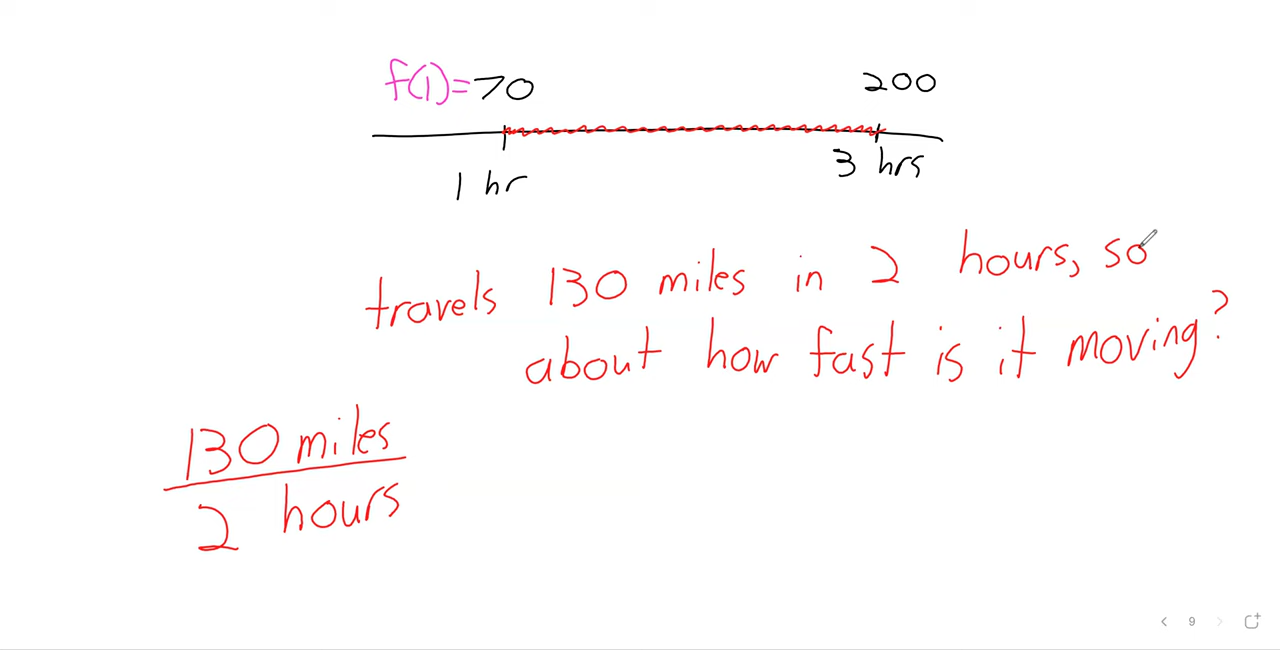 f(1)=70 200
1 hr 3 hrs
travels 130 miles in 2 hours, so
about how fast is it moving?
130 miles
2 hours
9